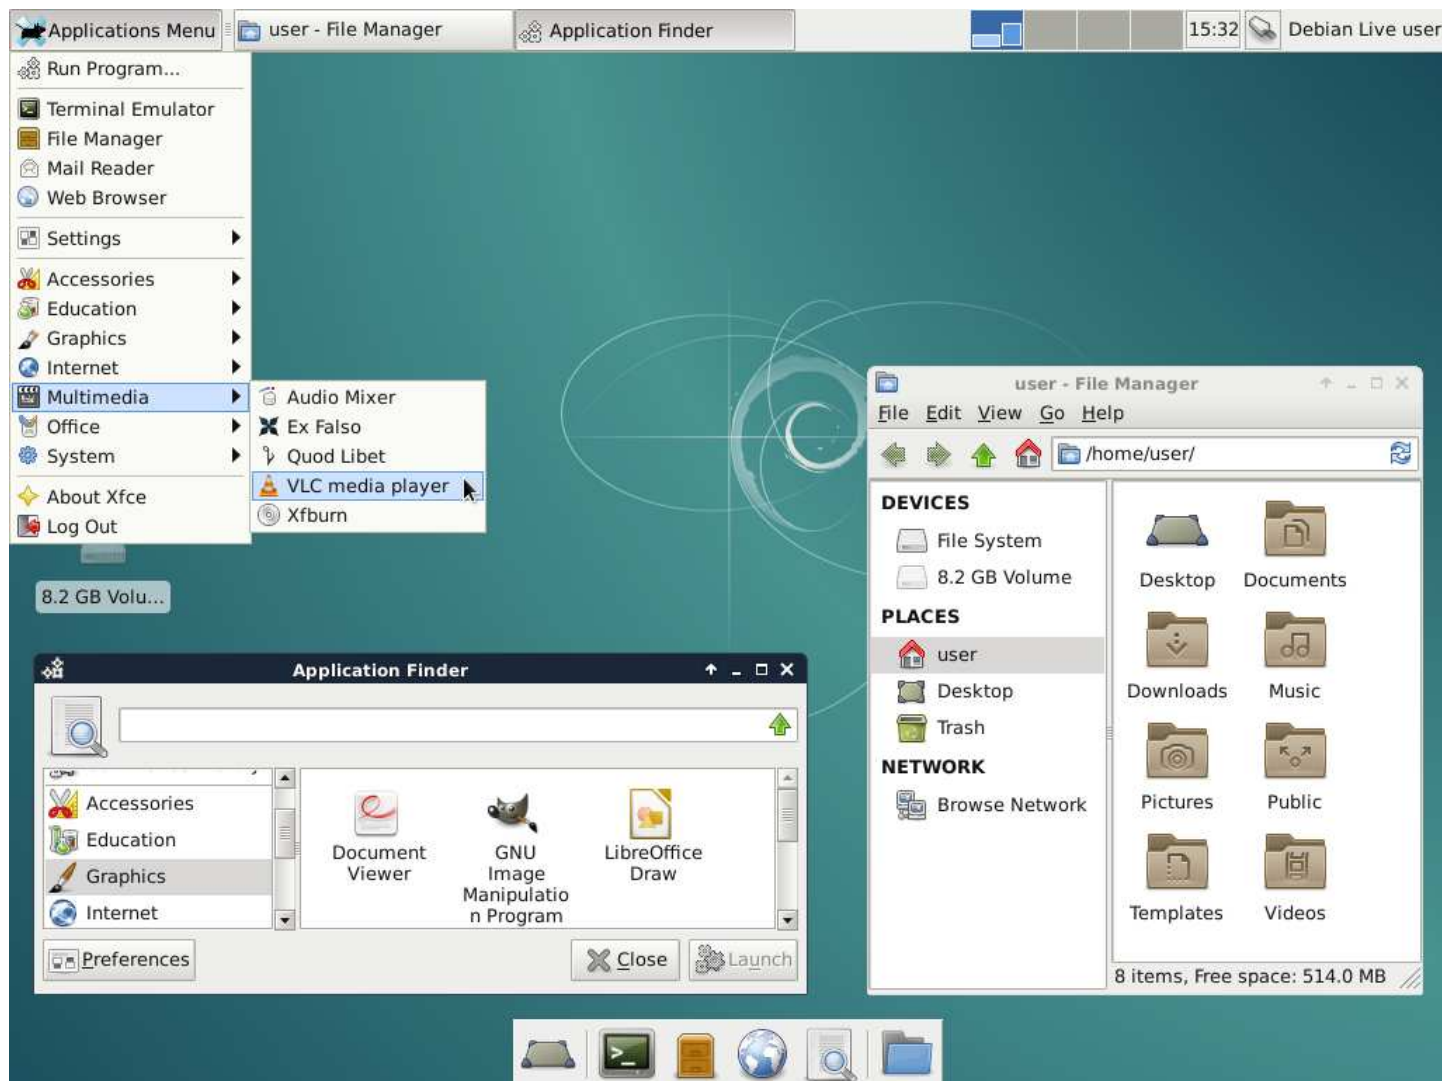 Applications Menu
user - File Manager
Application Finder
15:32
Debian Live user
Run Program...
Terminal Emulator
File Manager
Mail Reader
Web Browser
Settings
Accessories
Education
Graphics
Internet
Multimedia
Office
System
About Xfce
Log Out
Audio Mixer
Ex Falso
Quod Libet
VLC media player
Xfburn
8.2 GB Volu...
user - File Manager
File Edit View Go Help
/home/user/
DEVICES
File System
8.2 GB Volume
PLACES
user
Desktop
Trash
NETWORK
Browse Network
Desktop
Documents
Downloads
Music
Pictures
Public
Templates
Videos
8 items, Free space: 514.0 MB
Application Finder
Accessories
Education
Graphics
Internet
Document
Viewer
GNU
Image
Manipulatio
n Program
LibreOffice
Draw
Preferences
Close
Launch